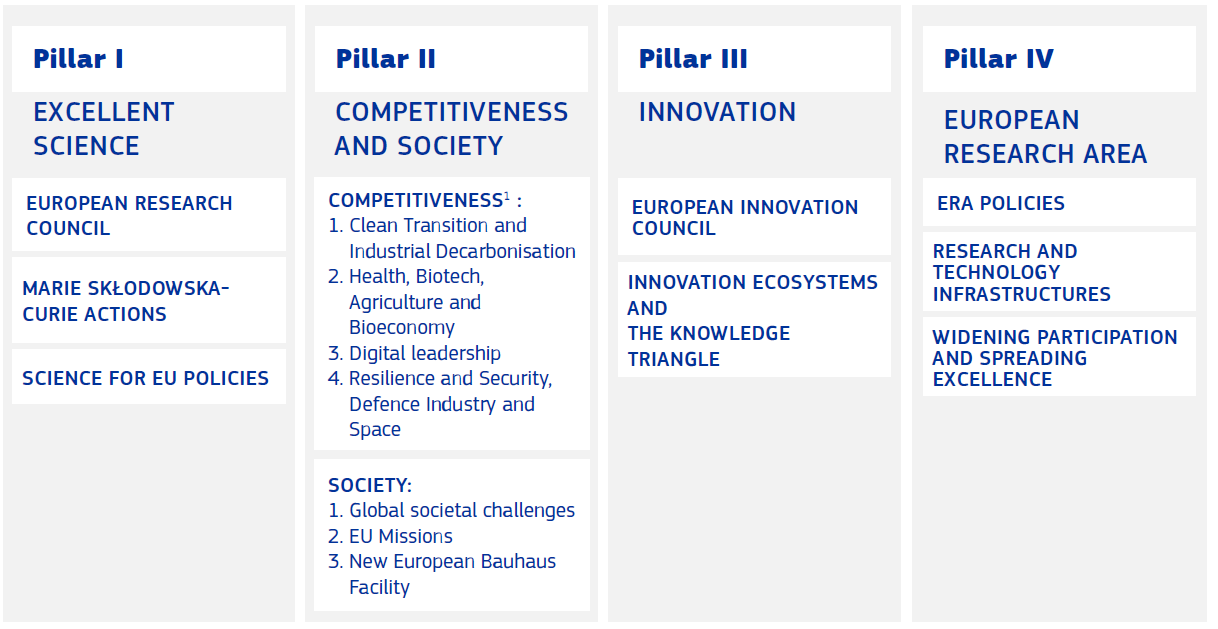 Pillar I
EXCELLENT
SCIENCE
EUROPEAN RESEARCH
COUNCIL
MARIE SKŁODOWSKA-
CURIE ACTIONS
SCIENCE FOR EU POLICIES
Pillar II
COMPETITIVENESS
AND SOCIETY
COMPETITIVENESS¹ :
1. Clean Transition and
Industrial Decarbonisation
2. Health, Biotech,
Agriculture and
Bioeconomy
3. Digital leadership
4. Resilience and Security,
Defence Industry and
Space
SOCIETY:
1. Global societal challenges
2. EU Missions
3. New European Bauhaus
Facility
Pillar III
INNOVATION
EUROPEAN INNOVATION
COUNCIL
INNOVATION ECOSYSTEMS
AND
THE KNOWLEDGE
TRIANGLE
Pillar IV
EUROPEAN
RESEARCH AREA
ERA POLICIES
RESEARCH AND
TECHNOLOGY
INFRASTRUCTURES
WIDENING PARTICIPATION
AND SPREADING
EXCELLENCE